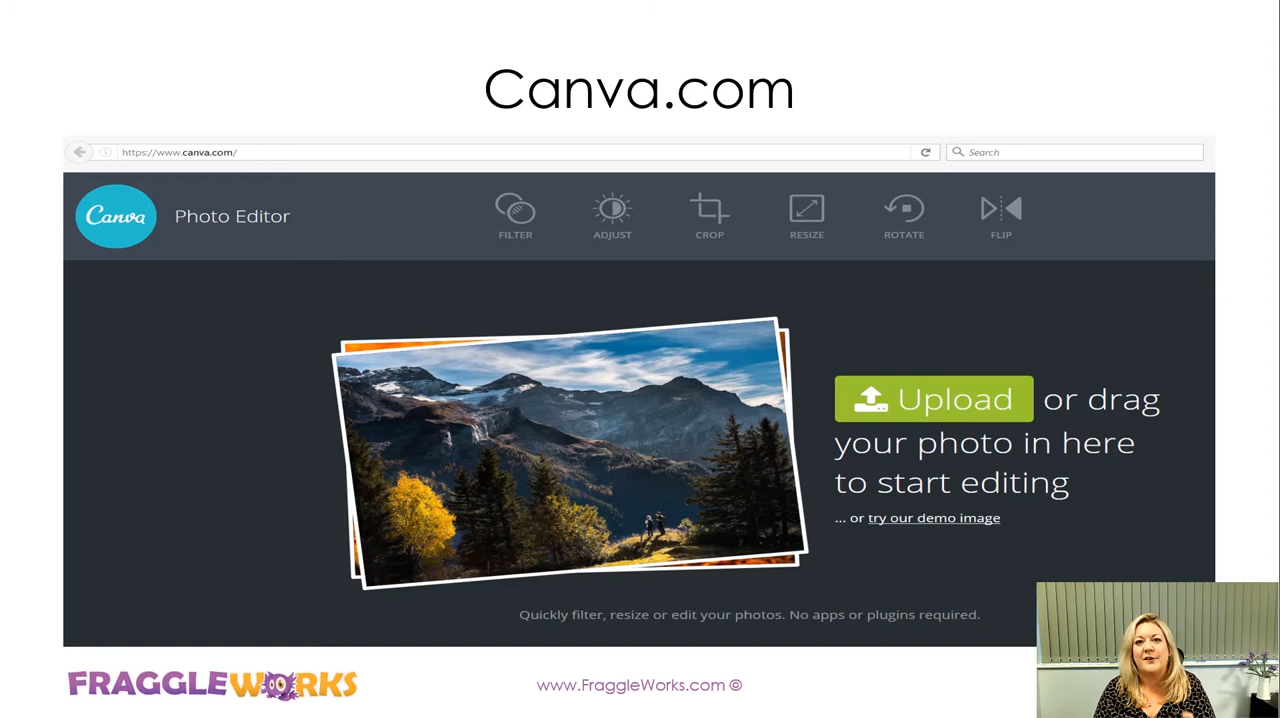 Canva.com
https://www.canva.com/
Search
Canva
Photo Editor
FILTER
ADJUST
CROP
RESIZE
ROTATE
FLIP
Upload or drag
your photo in here
to start editing
... or try our demo image
Quickly filter, resize or edit your photos. No apps or plugins required.
FRAGGLEWORKS
www.FraggleWorks.com ©